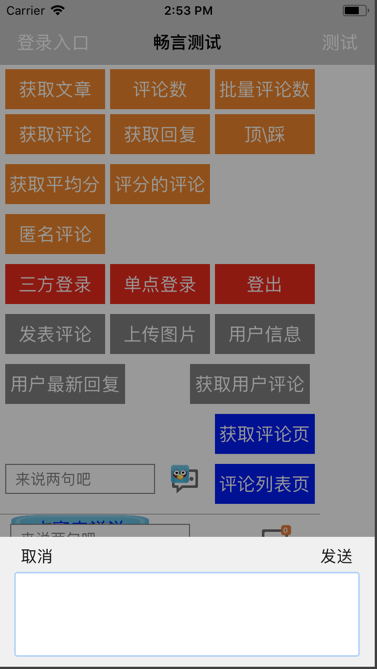 Carrier 2:53 PM
登录入口 畅言测试 测试
获取文章 评论数 批量评论数
获取评论 获取回复 顶\踩
获取平均分 评分的评论
匿名评论
三方登录 单点登录 登出
发表评论 上传图片 用户信息
用户最新回复 获取用户评论
获取评论页
来说两句吧 评论列表页
来说两句吧 0
取消 发送